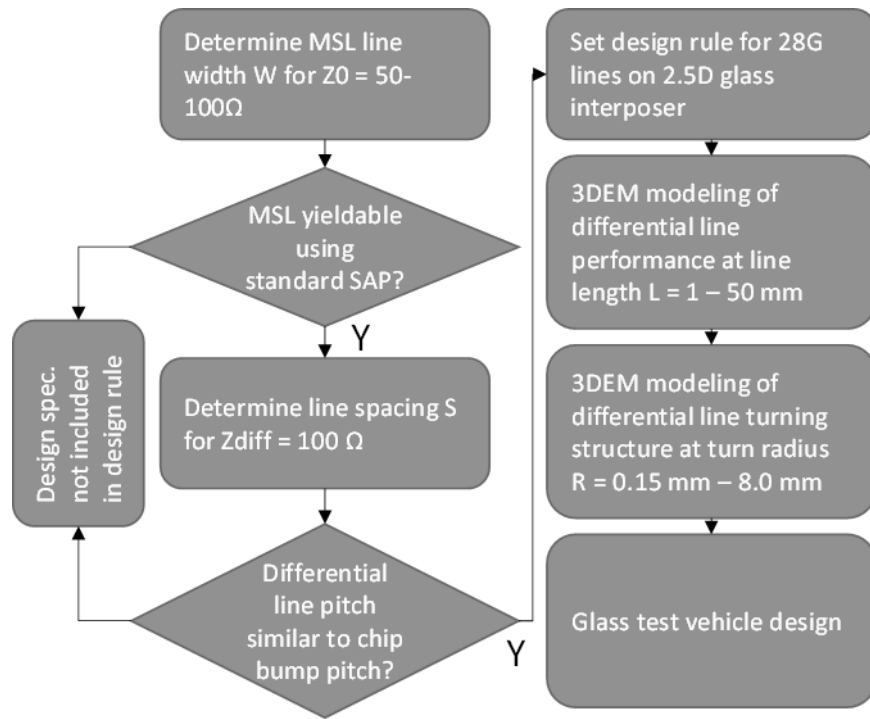 Determine MSL line
width W for Z0 = 50-
100Ω
MSL yieldable
using
standard SAP?
Y
Design spec.
not included
in design rule
Determine line spacing S
for Zdiff = 100 Ω
Differential
line pitch
similar to chip
bump pitch?
Y
Set design rule for 28G
lines on 2.5D glass
interposer
3DEM modeling of
differential line
performance at line
length L = 1 – 50 mm
3DEM modeling of
differential line turning
structure at turn radius
R = 0.15 mm – 8.0 mm
Glass test vehicle design